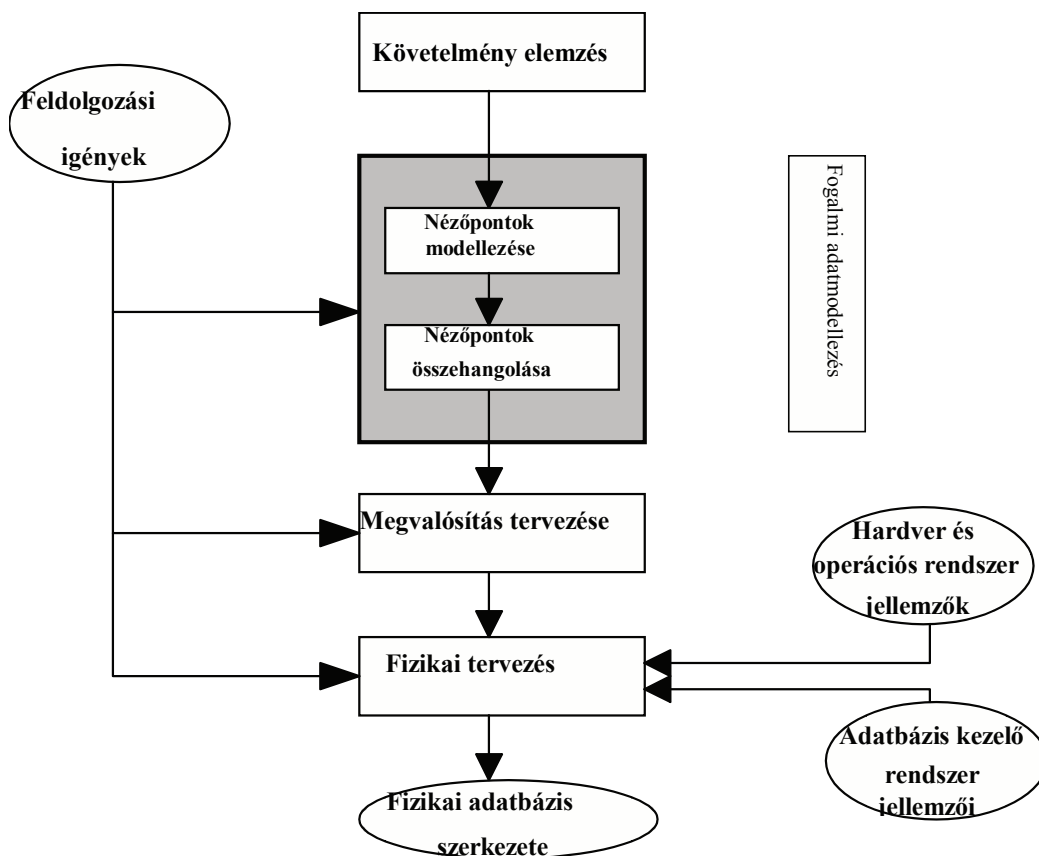 Követelmény elemzés
Feldolgozási
igények
Nézőpontok
modellezése
Nézőpontok
összehangolása
Fogalmi adatmodellezés
Megvalósítás tervezése
Hardver és
operációs rendszer
jellemzők
Fizikai tervezés
Adatbázis kezelő
rendszer
jellemzői
Fizikai adatbázis
szerkezete